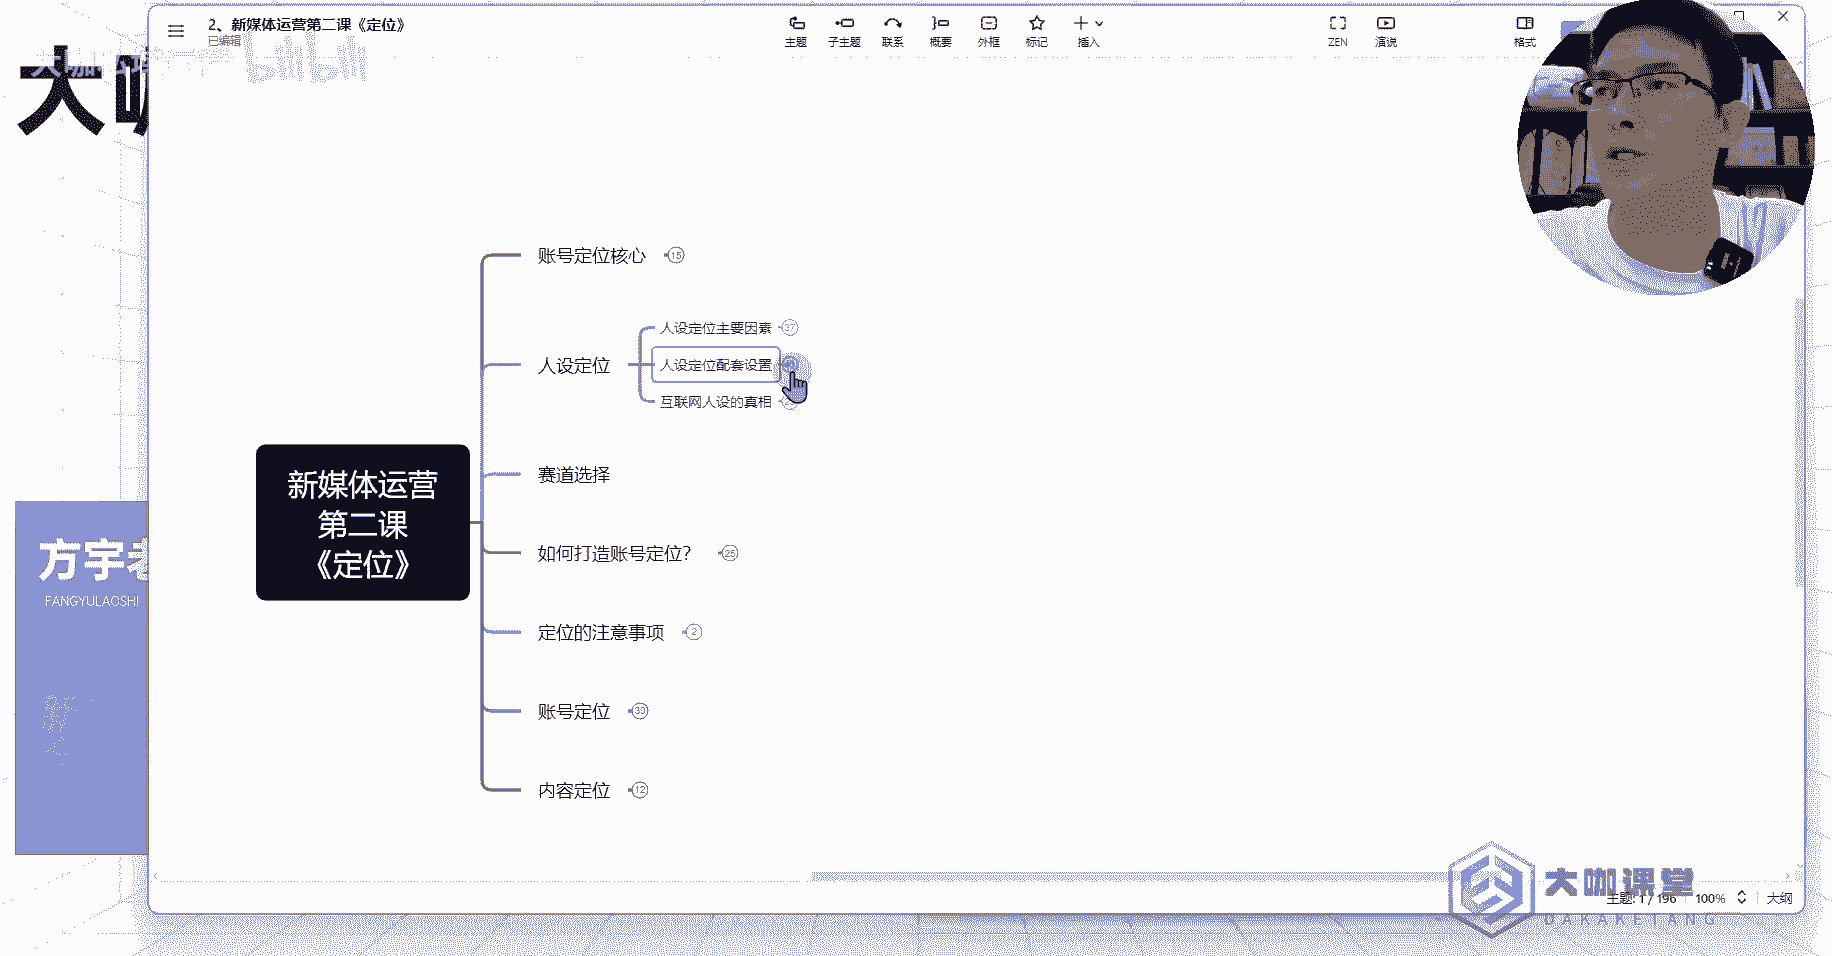 2、新媒体运营第二课《定位》
已编辑
主题
子主题
联系
概要
外框
标记
插入
ZEN
演说
格式
bilibili
大咖
账号定位核心
15
人设定位主要因素
37
人设定位
人设定位配套设置
互联网人设的真相
赛道选择
新媒体运营
第二课
《定位》
如何打造账号定位?
25
方宇老
FANGYULAOSHI
定位的注意事项
2
账号定位
30
内容定位
12
大咖课堂
主题: 1 / 196
100%
大纲
DAKAKETANG